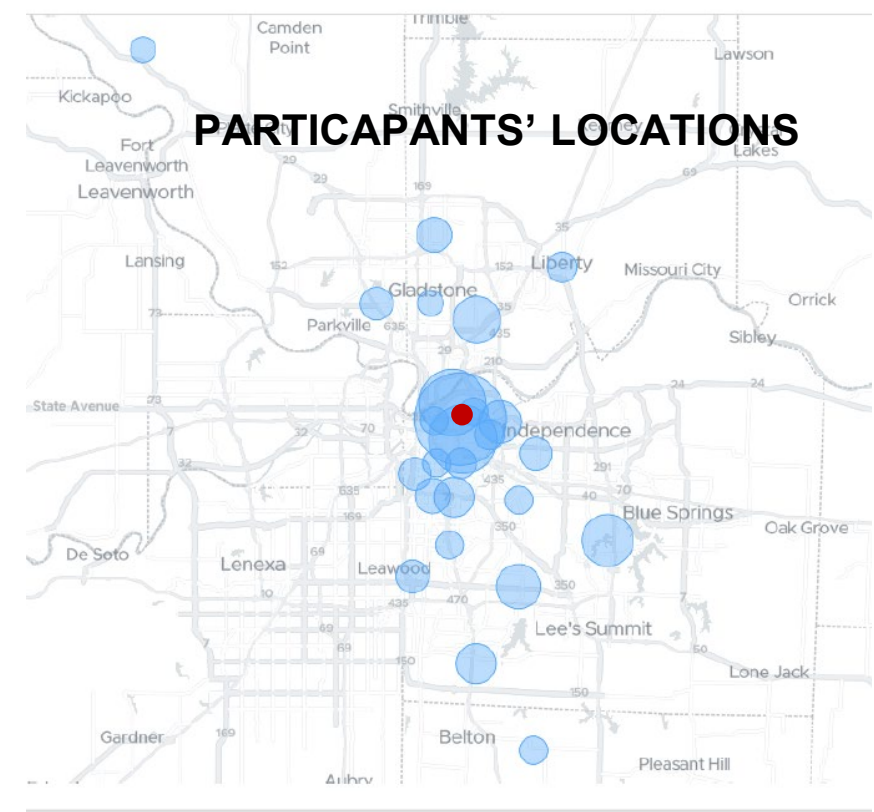 Trimble
Camden
Point
Lawson
Kickapoo
Smithville
PARTICAPANTS’ LOCATIONS
Fort
Leavenworth
Lakes
29
29
69
Leavenworth
169
35
Lansing
152
152
Liberty
Missouri City
Gladstone
Orrick
73
Parkville
635
35
435
Sibley
29
210
State Avenue
73
24
24
7
32
70
Independence
32
435
291
635
40
70
169
Blue Springs
350
Oak Grove
De Soto
69
Lenexa
Leawood
10
435
470
350
7
69
Lee's Summit
7
69
50
150
Lone Jack
150
Gardner
169
Belton
Pleasant Hill
Aubry